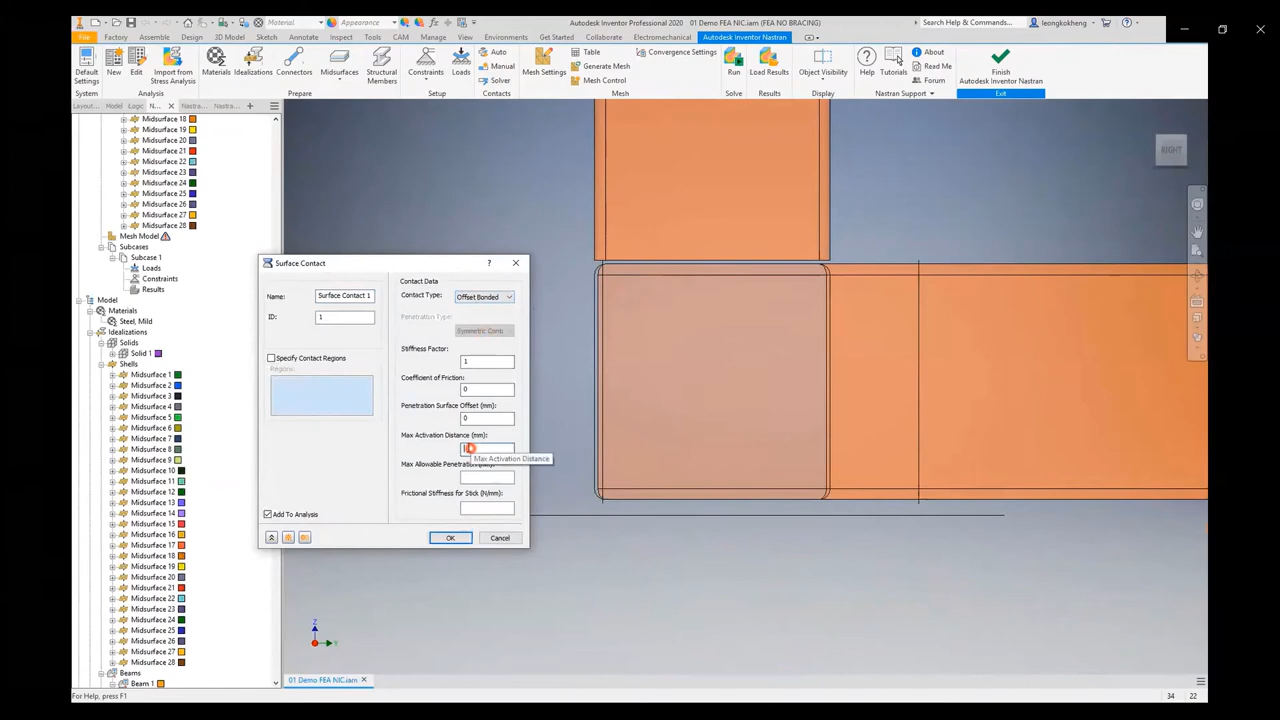 Material
Appearance
Autodesk Inventor Professional 2020 01 Demo FEA NIC.iam (FEA NO BRACING)
Search Help & Commands...
leongkokheng
File Factory Assemble Design 3D Model Sketch Annotate Inspect Tools CAM Manage View Environments Get Started Collaborate Electromechanical Autodesk Inventor Nastran
Default Settings
New
Edit
Import from Stress Analysis
Materials
Idealizations
Connectors
Midsurfaces
Structural Members
Constraints
Loads
Auto
Manual
Solver
Mesh Settings
Table
Generate Mesh
Mesh Control
Convergence Settings
Run
Load Results
Object Visibility
Help
Tutorials
About
Read Me
Forum
Finish Autodesk Inventor Nastran
System Analysis Prepare Setup Contacts Mesh Solve Results Display Nastran Support Exit
Layout... Model iLogic N... Nastra... Nastra...
Midsurface 18
Midsurface 19
Midsurface 20
Midsurface 21
Midsurface 22
Midsurface 23
Midsurface 24
Midsurface 25
Midsurface 26
Midsurface 27
Midsurface 28
Mesh Model
Subcases
Subcase 1
Loads
Constraints
Results
Model
Materials
Steel, Mild
Idealizations
Solids
Solid 1
Shells
Midsurface 1
Midsurface 2
Midsurface 3
Midsurface 4
Midsurface 5
Midsurface 6
Midsurface 7
Midsurface 8
Midsurface 9
Midsurface 10
Midsurface 11
Midsurface 12
Midsurface 13
Midsurface 14
Midsurface 15
Midsurface 16
Midsurface 17
Midsurface 18
Midsurface 19
Midsurface 20
Midsurface 21
Midsurface 22
Midsurface 23
Midsurface 24
Midsurface 25
Midsurface 26
Midsurface 27
Midsurface 28
Beams
Beam 1
Surface Contact
Name: Surface Contact 1
ID: 1
Specify Contact Regions
Regions:
Add To Analysis
Contact Data
Contact Type: Offset Bonded
Penetration Type:
Symmetric Cont
Stiffness Factor:
1
Coefficient of Friction:
0
Penetration Surface Offset (mm):
0
Max Activation Distance (mm):
Max Activation Distance
Max Allowable Penetration
Frictional Stiffness for Stick (N/mm):
OK Cancel
RIGHT
Z
Y
01 Demo FEA NIC.iam
For Help, press F1
34 22